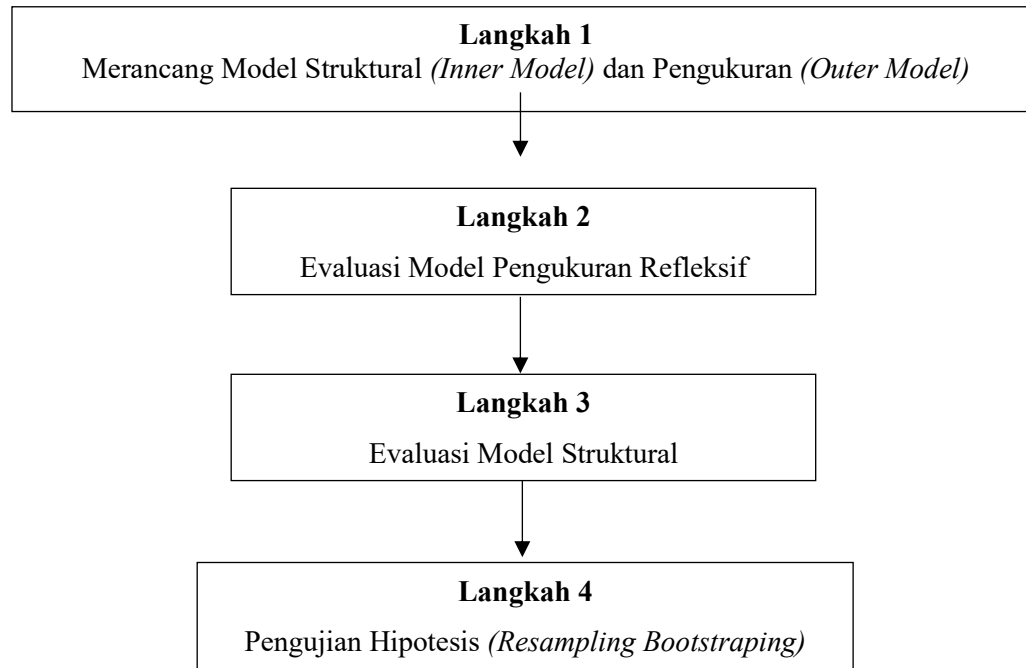 Langkah 1
Merancang Model Struktural (Inner Model) dan Pengukuran (Outer Model)
Langkah 2
Evaluasi Model Pengukuran Refleksif
Langkah 3
Evaluasi Model Struktural
Langkah 4
Pengujian Hipotesis (Resampling Bootstraping)